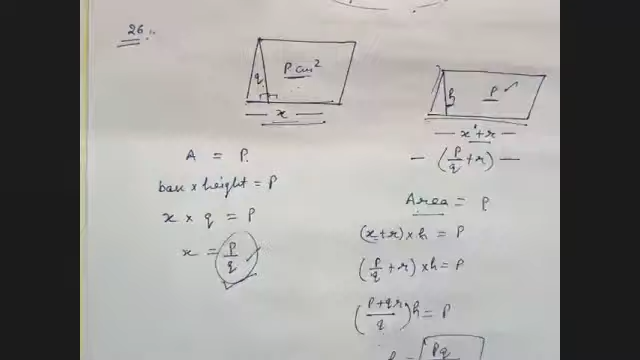 26.
P cm²
q
x
h
P ✓
x + r
(P/q + r)
A = P.
base x height = P
x × q = P
x = P/q ✓
Area = P
(x+r) × h = P
(P/q + r) × h = P
((P+qr)/q) h = P
h = Pq